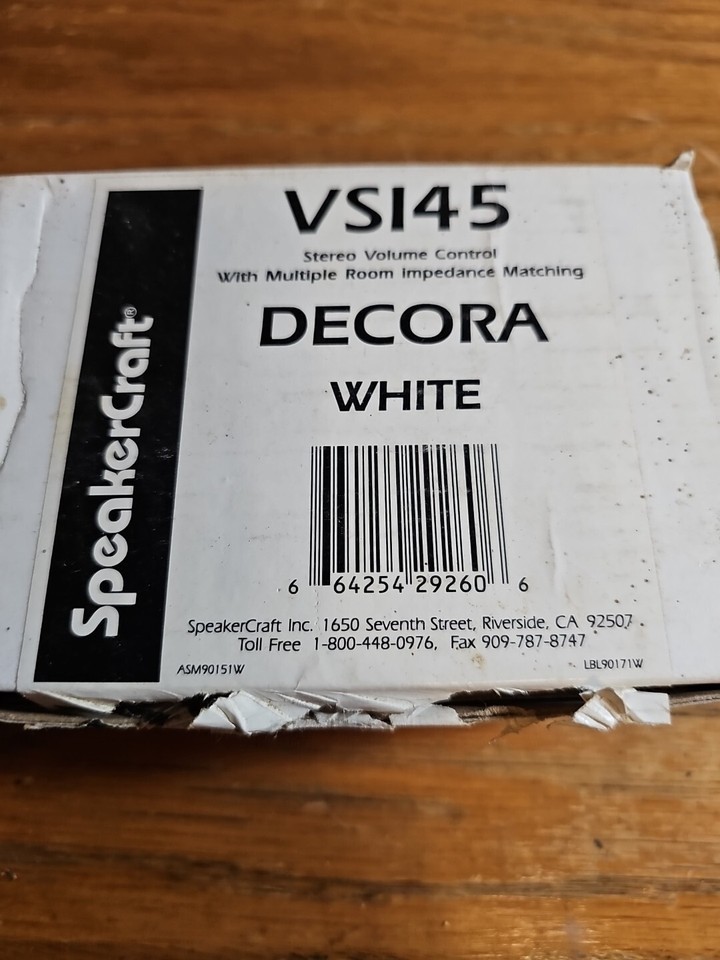 SpeakerCraft®
VSI45
Stereo Volume Control
With Multiple Room Impedance Matching
DECORA
WHITE
6 64254 29260 6
SpeakerCraft Inc. 1650 Seventh Street, Riverside, CA 92507
Toll Free 1-800-448-0976, Fax 909-787-8747
ASM90151W
LBL90171W